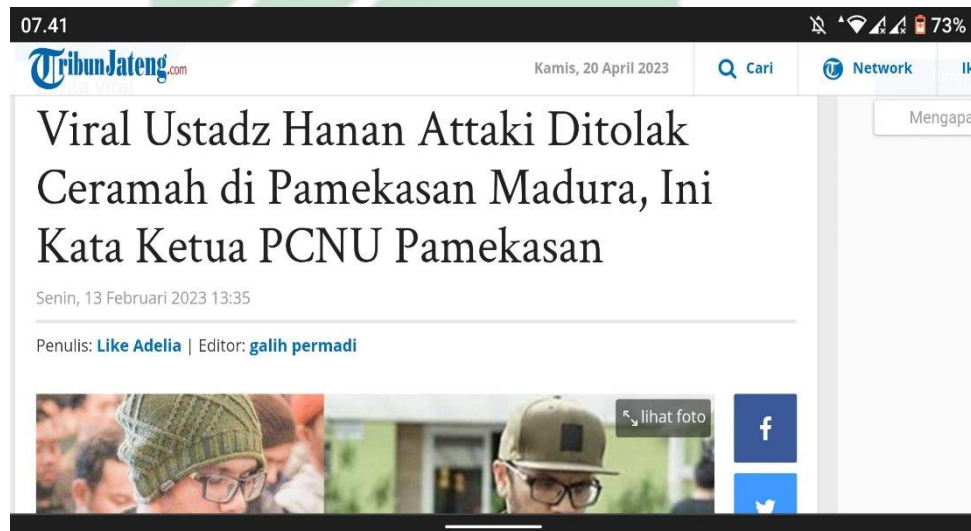 07.41 73%
TribunJateng.com Kamis, 20 April 2023 Cari Network
Viral Ustadz Hanan Attaki Ditolak
Ceramah di Pamekasan Madura, Ini
Kata Ketua PCNU Pamekasan
Mengapa
Senin, 13 Februari 2023 13:35
Penulis: Like Adelia | Editor: galih permadi
lihat foto